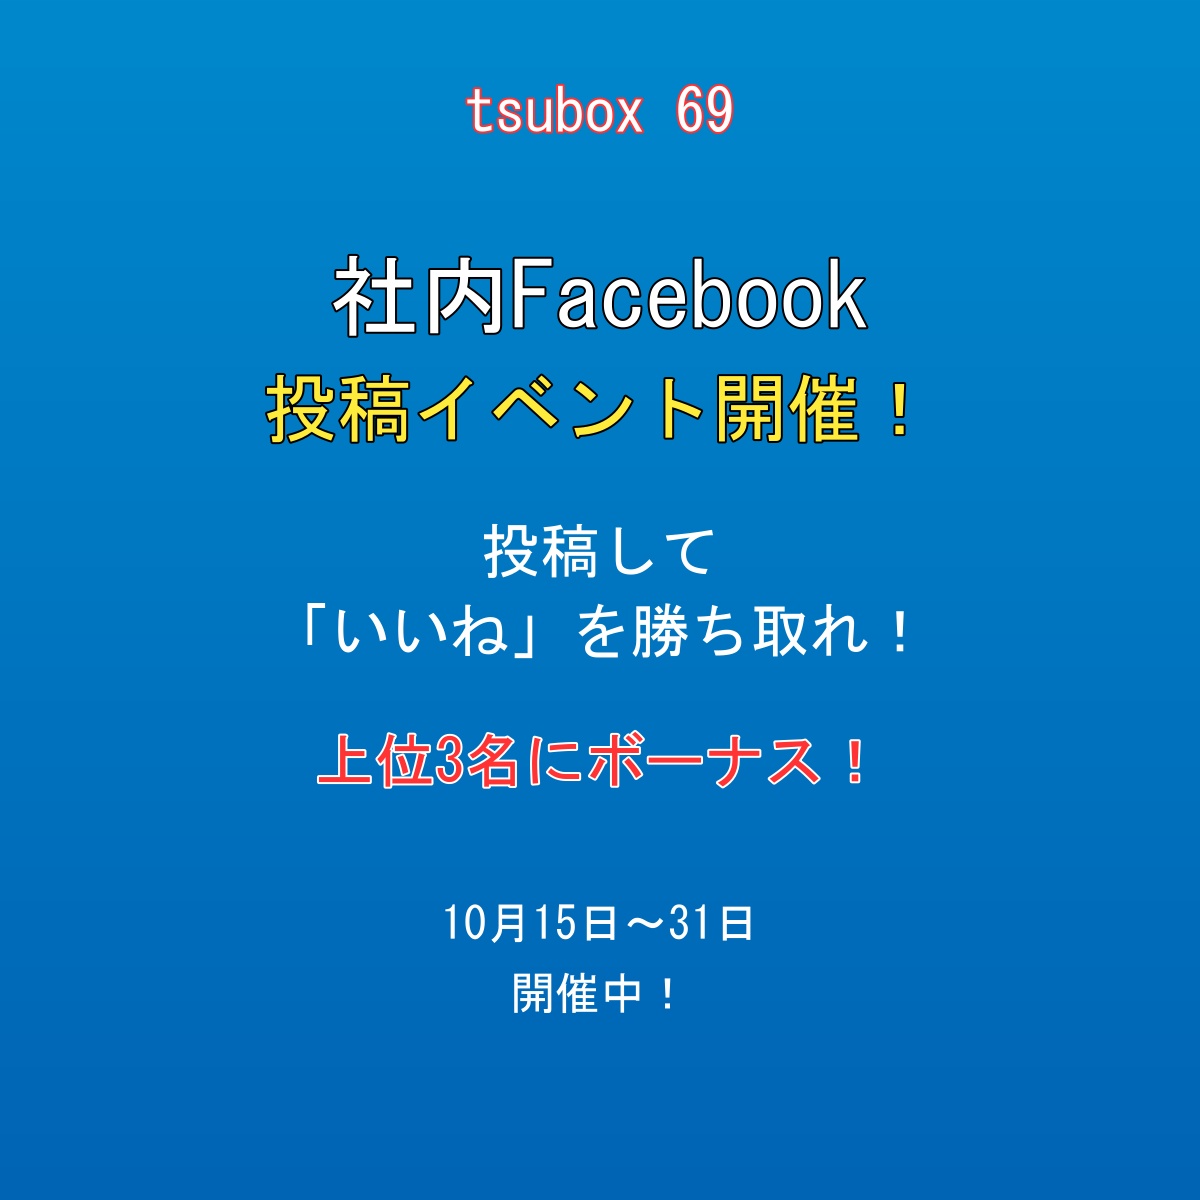 tsubox 69
社内Facebook
投稿イベント開催！
投稿して
「いいね」を勝ち取れ！
上位3名にボーナス！
10月15日～31日
開催中！